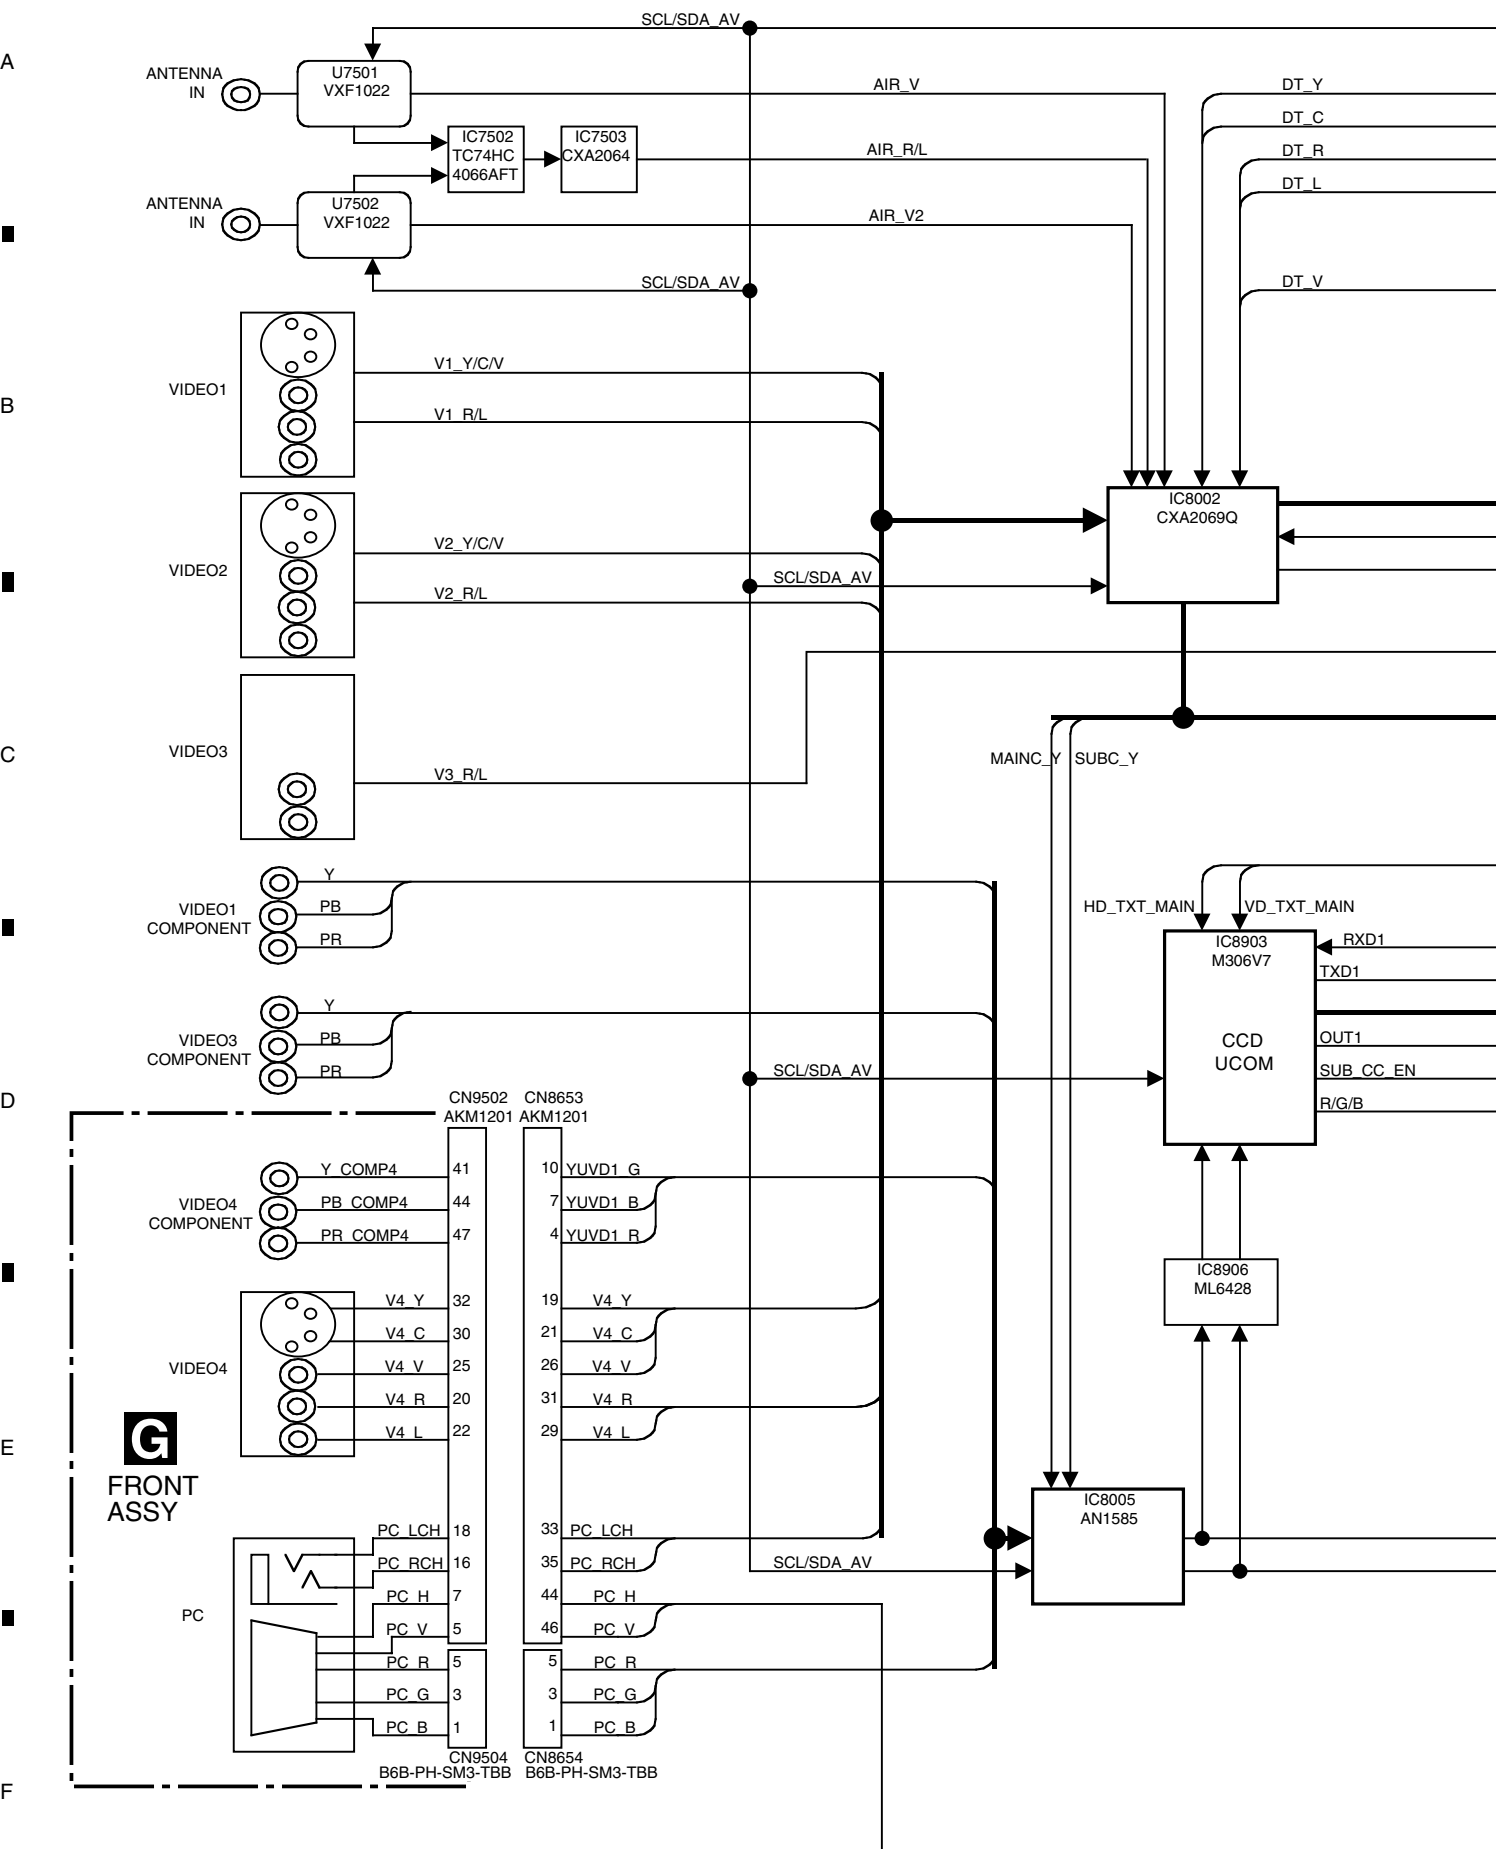 SCL/SDA_AV
A
ANTENNA
IN
U7501
VXF1022
AIR_V
DT_Y
DT_C
IC7502
TC74HC
4066AFT
IC7503
CXA2064
AIR_R/L
DT_R
DT_L
ANTENNA
IN
U7502
VXF1022
AIR_V2
SCL/SDA_AV
DT_V
VIDEO1
V1_Y/C/V
B
V1_R/L
IC8002
CXA2069Q
VIDEO2
V2_Y/C/V
SCL/SDA_AV
V2_R/L
C
VIDEO3
V3_R/L
MAINC_Y
SUBC_Y
VIDEO1
COMPONENT
Y
PB
PR
HD_TXT_MAIN
VD_TXT_MAIN
IC8903
M306V7
RXD1
TXD1
CCD
UCOM
OUT1
SUB_CC_EN
R/G/B
VIDEO3
COMPONENT
Y
PB
PR
SCL/SDA_AV
D
CN9502
AKM1201
CN8653
AKM1201
VIDEO4
COMPONENT
Y_COMP4 41
PB_COMP4 44
PR_COMP4 47
10 YUVD1_G
7 YUVD1_B
4 YUVD1_R
IC8906
ML6428
VIDEO4
V4_Y 32
V4_C 30
V4_V 25
V4_R 20
V4_L 22
19 V4_Y
21 V4_C
26 V4_V
31 V4_R
29 V4_L
E
G
FRONT
ASSY
IC8005
AN1585
PC
PC_LCH 18
PC_RCH 16
PC_H 7
PC_V 5
PC_R 5
PC_G 3
PC_B 1
33 PC_LCH
35 PC_RCH
44 PC_H
46 PC_V
5 PC_R
3 PC_G
1 PC_B
SCL/SDA_AV
CN9504
B6B-PH-SM3-TBB
CN8654
B6B-PH-SM3-TBB
F